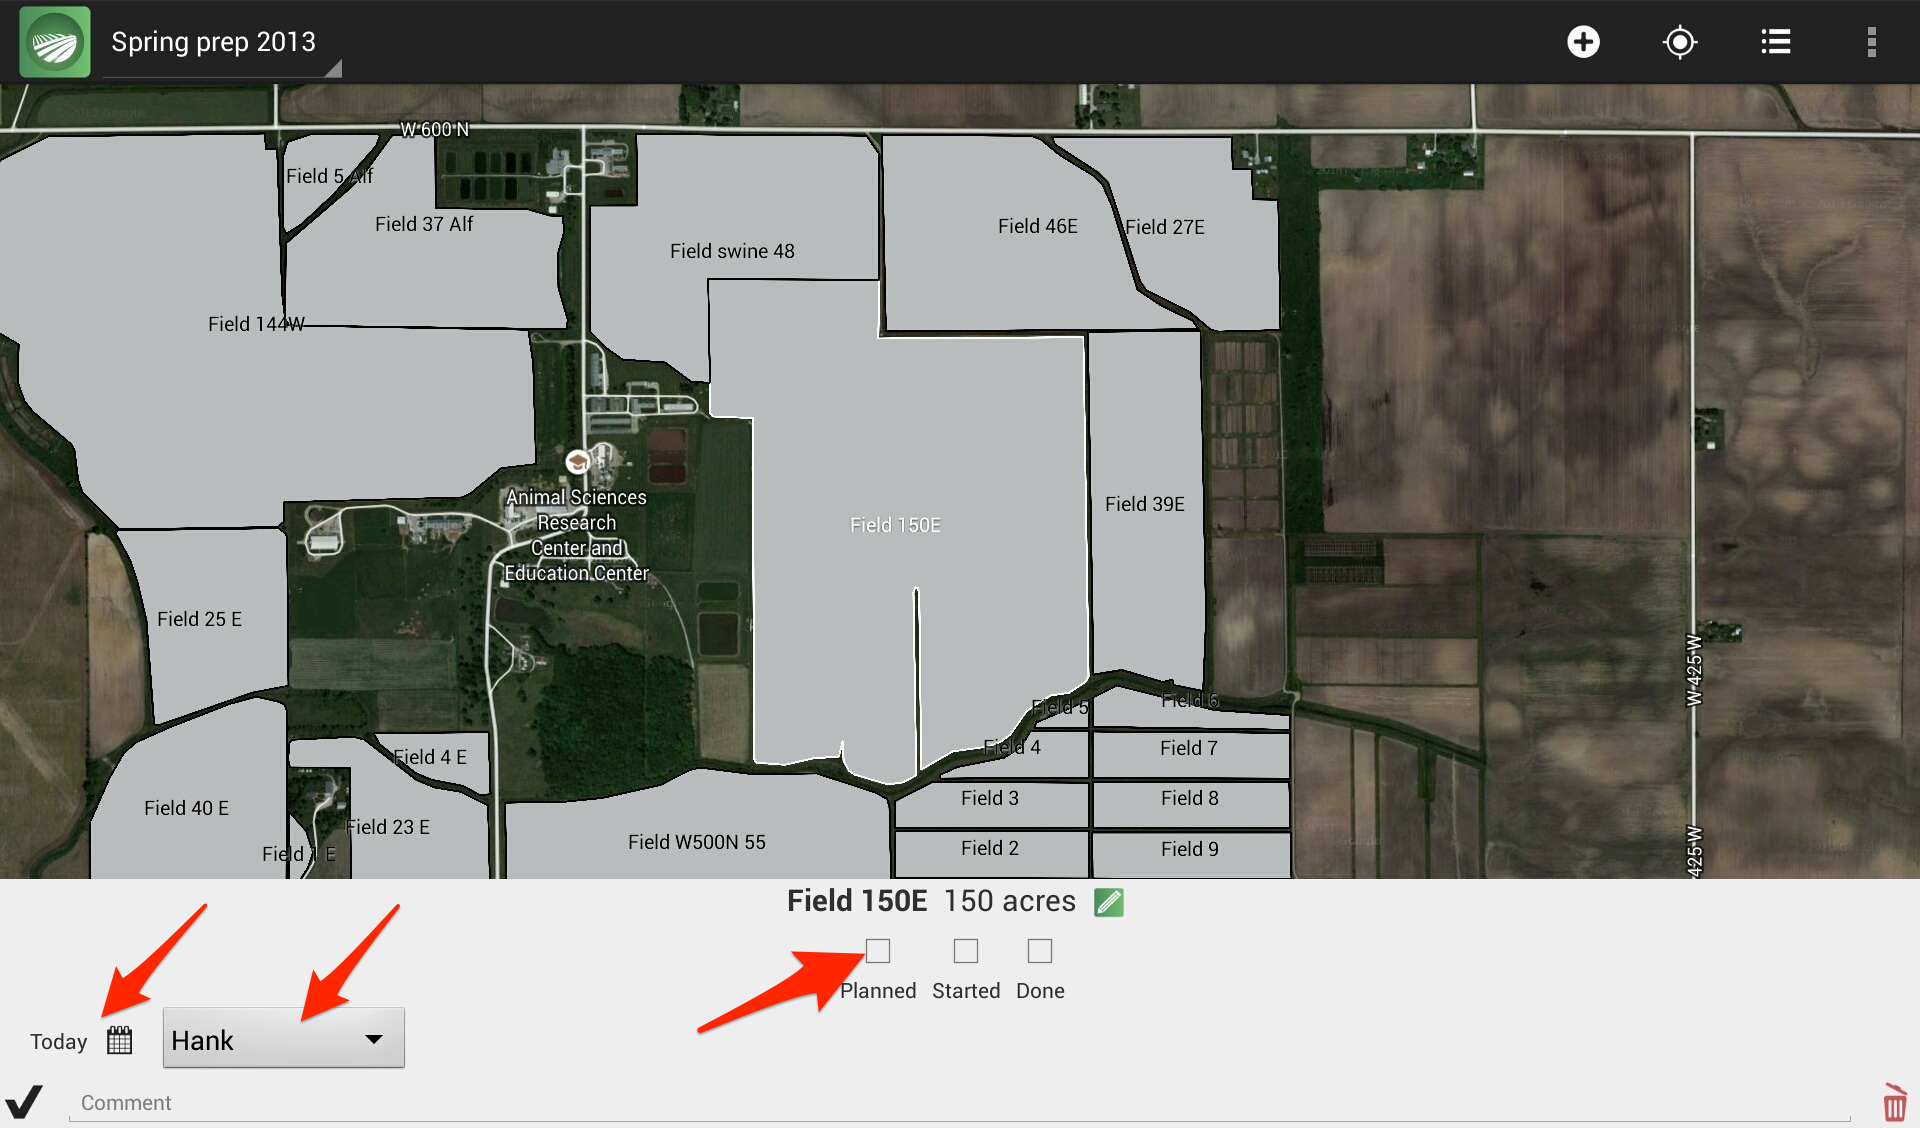 Spring prep 2013
W 600 N
Field 5 Alf
Field 37 Alf
Field swine 48
Field 46E
Field 27E
Field 144W
Animal Sciences
Research
Center and
Education Center
Field 150E
Field 39E
Field 25 E
W 425 W
Field 5
Field 6
Field 4
Field 7
Field 4 E
Field 3
Field 8
Field 40 E
Field 23 E
Field 1 E
Field W500N 55
Field 2
Field 9
425 W
Field 150E 150 acres
Planned Started Done
Today
Hank
Comment